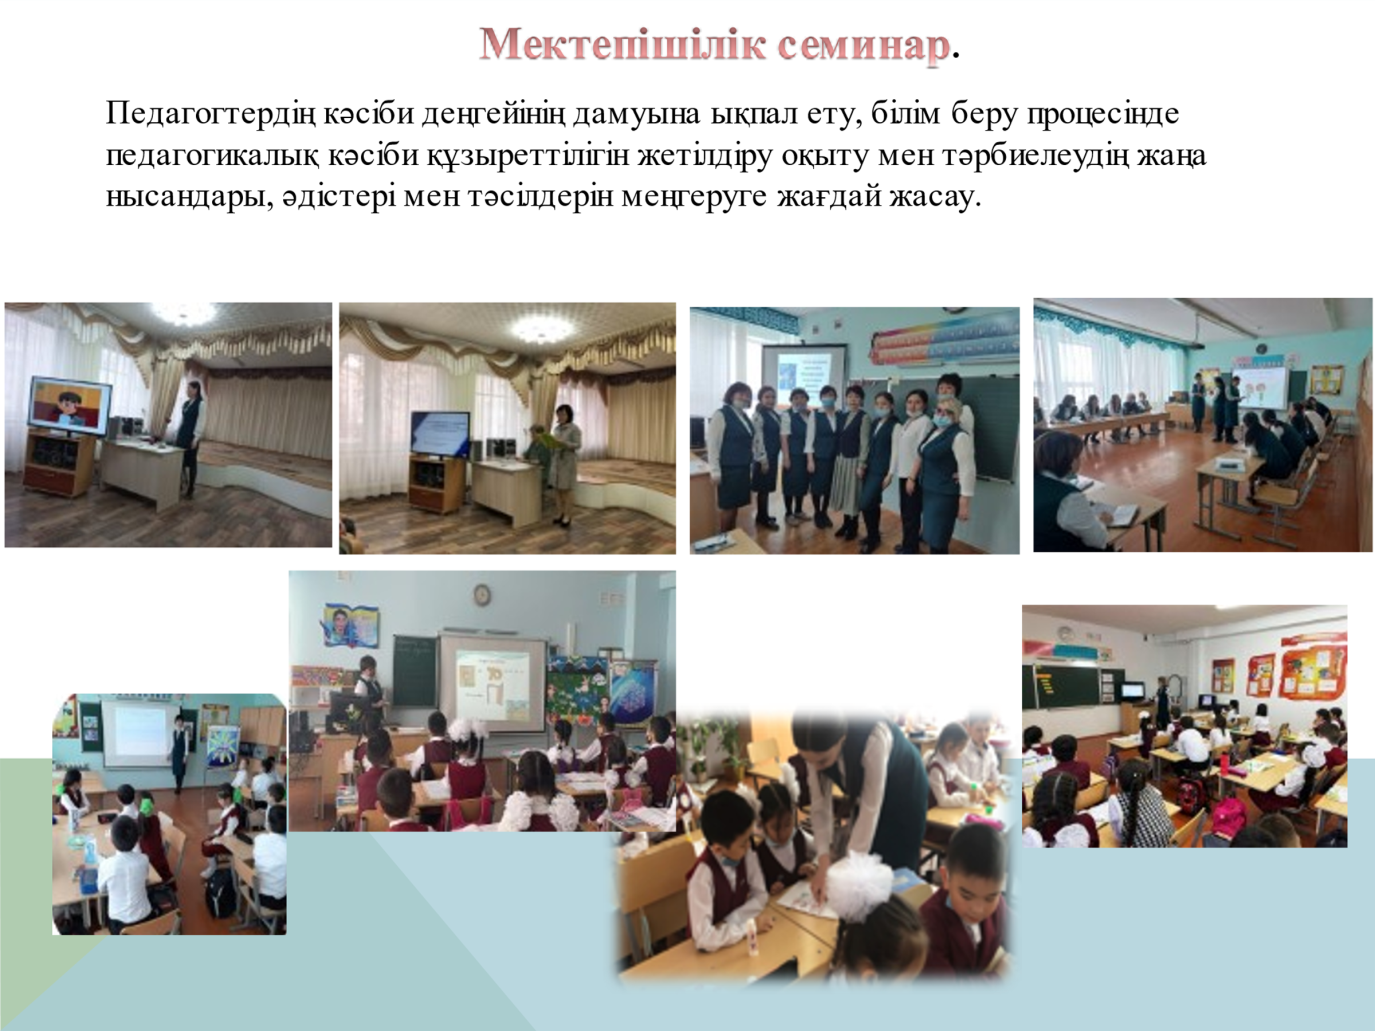 Мектепішілік семинар.
Педагогтердің кәсіби деңгейінің дамуына ықпал ету, білім беру процесінде
педагогикалық кәсіби құзыреттілігін жетілдіру оқыту мен тәрбиелеудің жаңа
нысандары, әдістері мен тәсілдерін меңгеруге жағдай жасау.